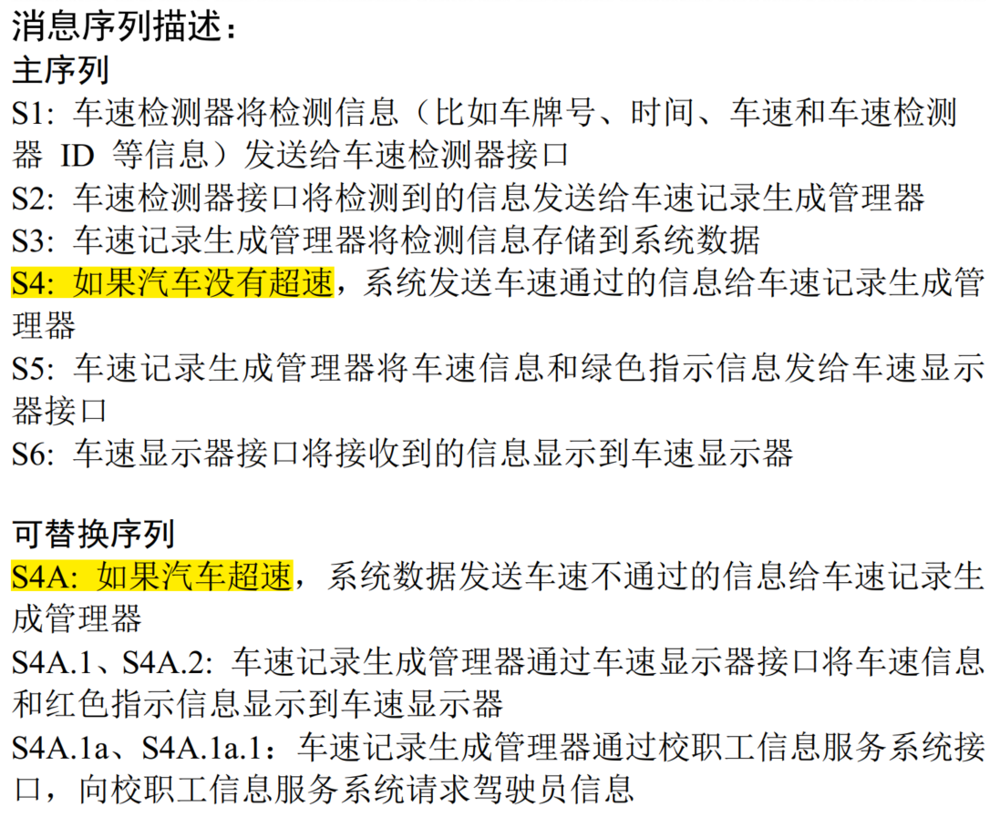 消息序列描述：
主序列
S1: 车速检测器将检测信息（比如车牌号、时间、车速和车速检测
器 ID 等信息）发送给车速检测器接口
S2: 车速检测器接口将检测到的信息发送给车速记录生成管理器
S3: 车速记录生成管理器将检测信息存储到系统数据
S4: 如果汽车没有超速，系统发送车速通过的信息给车速记录生成管
理器
S5: 车速记录生成管理器将车速信息和绿色指示信息发给车速显示
器接口
S6: 车速显示器接口将接收到的信息显示到车速显示器
可替换序列
S4A: 如果汽车超速，系统数据发送车速不通过的信息给车速记录生
成管理器
S4A.1、S4A.2: 车速记录生成管理器通过车速显示器接口将车速信息
和红色指示信息显示到车速显示器
S4A.1a、S4A.1a.1：车速记录生成管理器通过校职工信息服务系统接
口，向校职工信息服务系统请求驾驶员信息